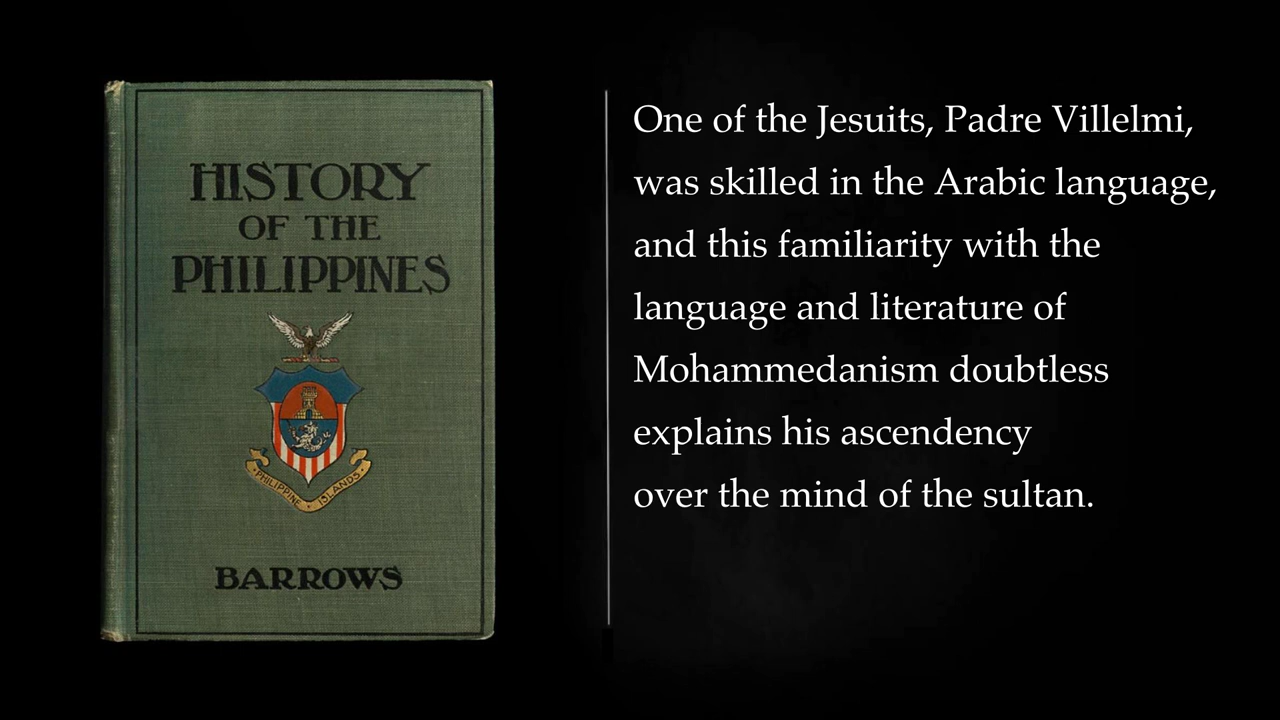 HISTORY
OF THE
PHILIPPINES
PHILIPPINE ISLANDS
BARROWS
One of the Jesuits, Padre Villelmi,
was skilled in the Arabic language,
and this familiarity with the
language and literature of
Mohammedanism doubtless
explains his ascendency
over the mind of the sultan.